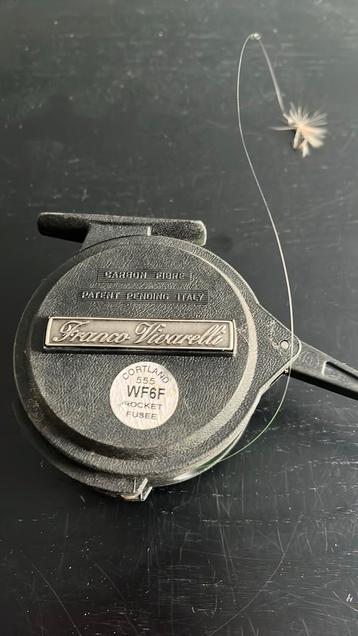 CARBON FIBRE
PATENT PENDING ITALY
Franco Vivarelli
CORTLAND
555
WF6F
ROCKET
FUSEE